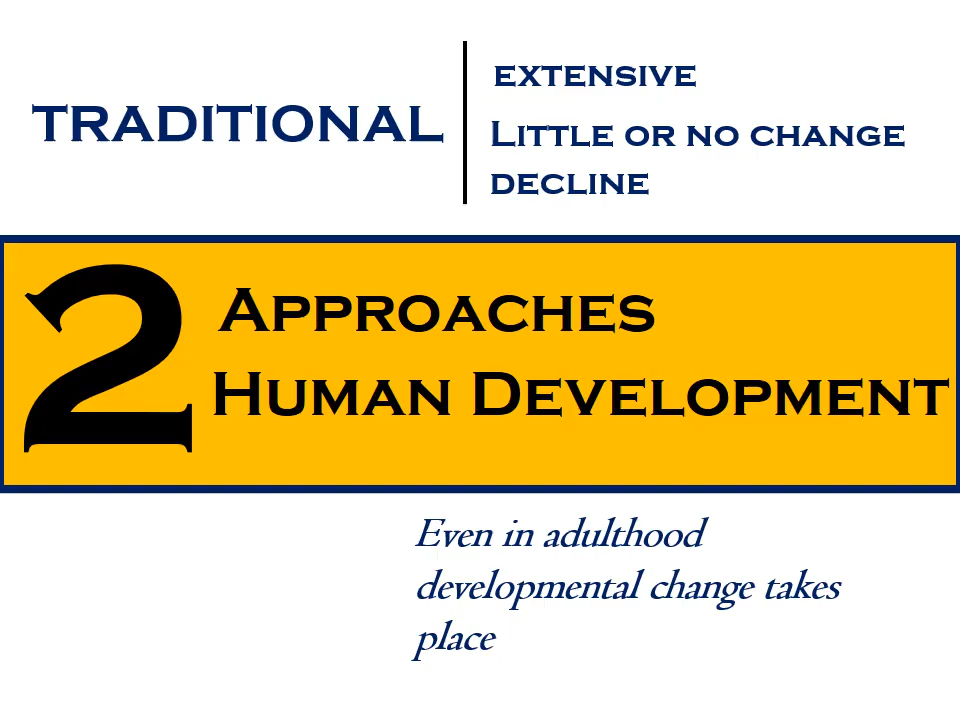 TRADITIONAL
EXTENSIVE
LITTLE OR NO CHANGE
DECLINE
2
APPROACHES
HUMAN DEVELOPMENT
Even in adulthood
developmental change takes
place